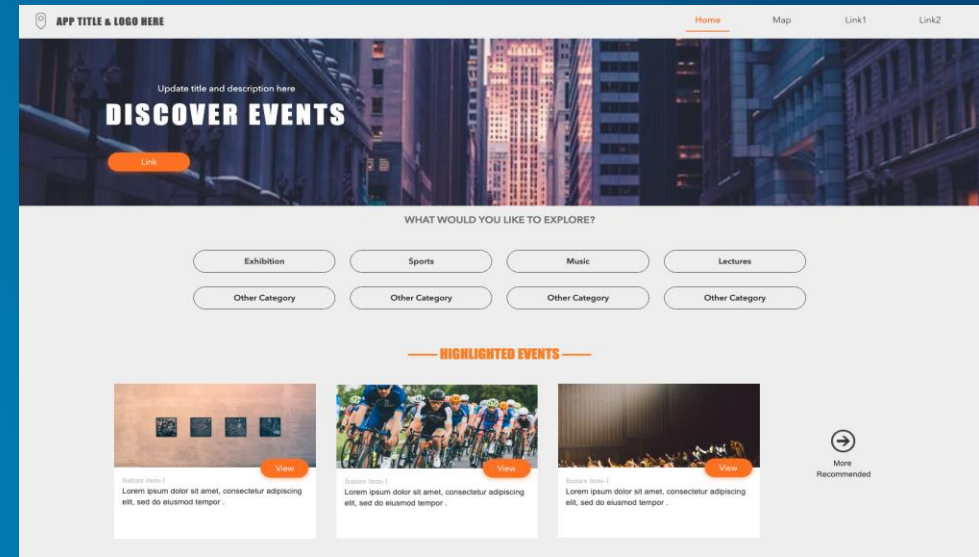 APP TITLE & LOGO HERE
Home Map Link1 Link2
Update title and description here
DISCOVER EVENTS
Link
WHAT WOULD YOU LIKE TO EXPLORE?
Exhibition Sports Music Lectures
Other Category Other Category Other Category Other Category
HIGHLIGHTED EVENTS
View
feature item-1
Lorem ipsum dolor sit amet, consectetur adipiscing
elit, sed do eiusmod tempor .
View
feature item-1
Lorem ipsum dolor sit amet, consectetur adipiscing
elit, sed do eiusmod tempor .
View
feature item-1
Lorem ipsum dolor sit amet, consectetur adipiscing
elit, sed do eiusmod tempor .
More
Recommended